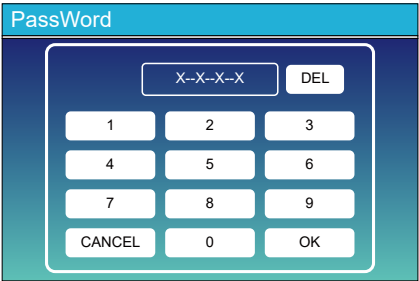 PassWord
X--X--X--X DEL
1 2 3
4 5 6
7 8 9
CANCEL 0 OK